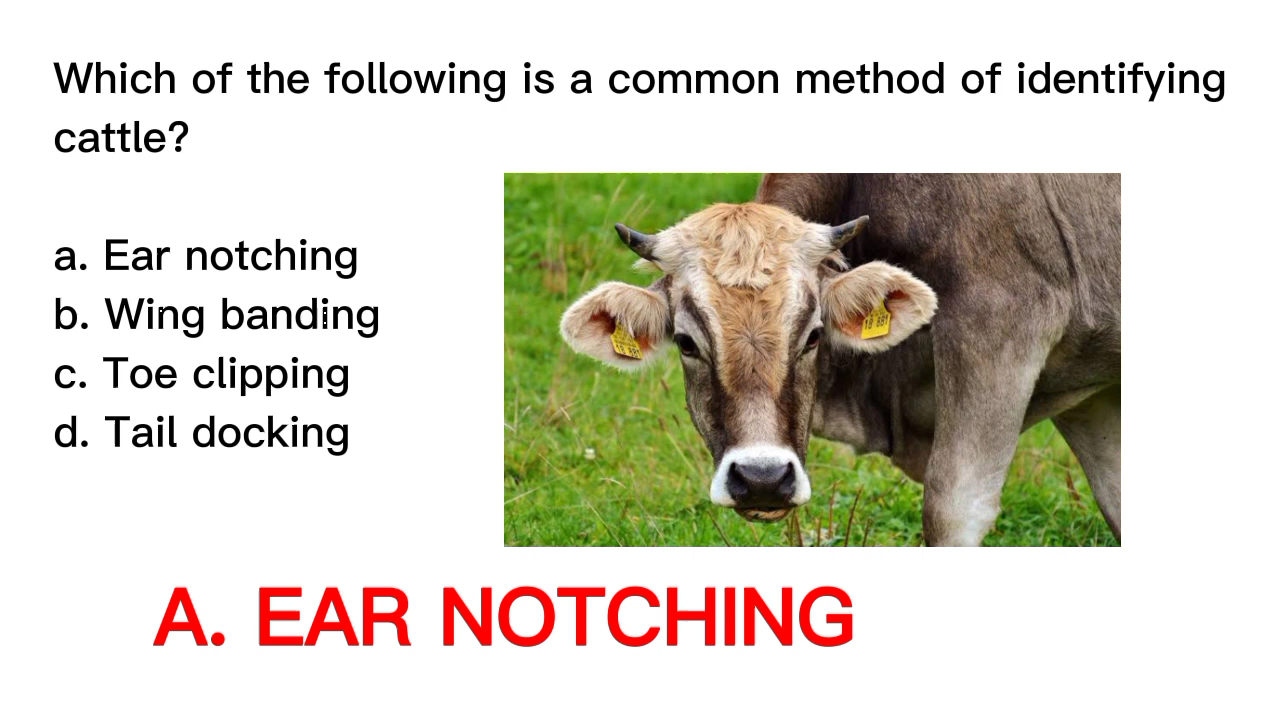 Which of the following is a common method of identifying
cattle?
a. Ear notching
b. Wing banding
c. Toe clipping
d. Tail docking
A. EAR NOTCHING